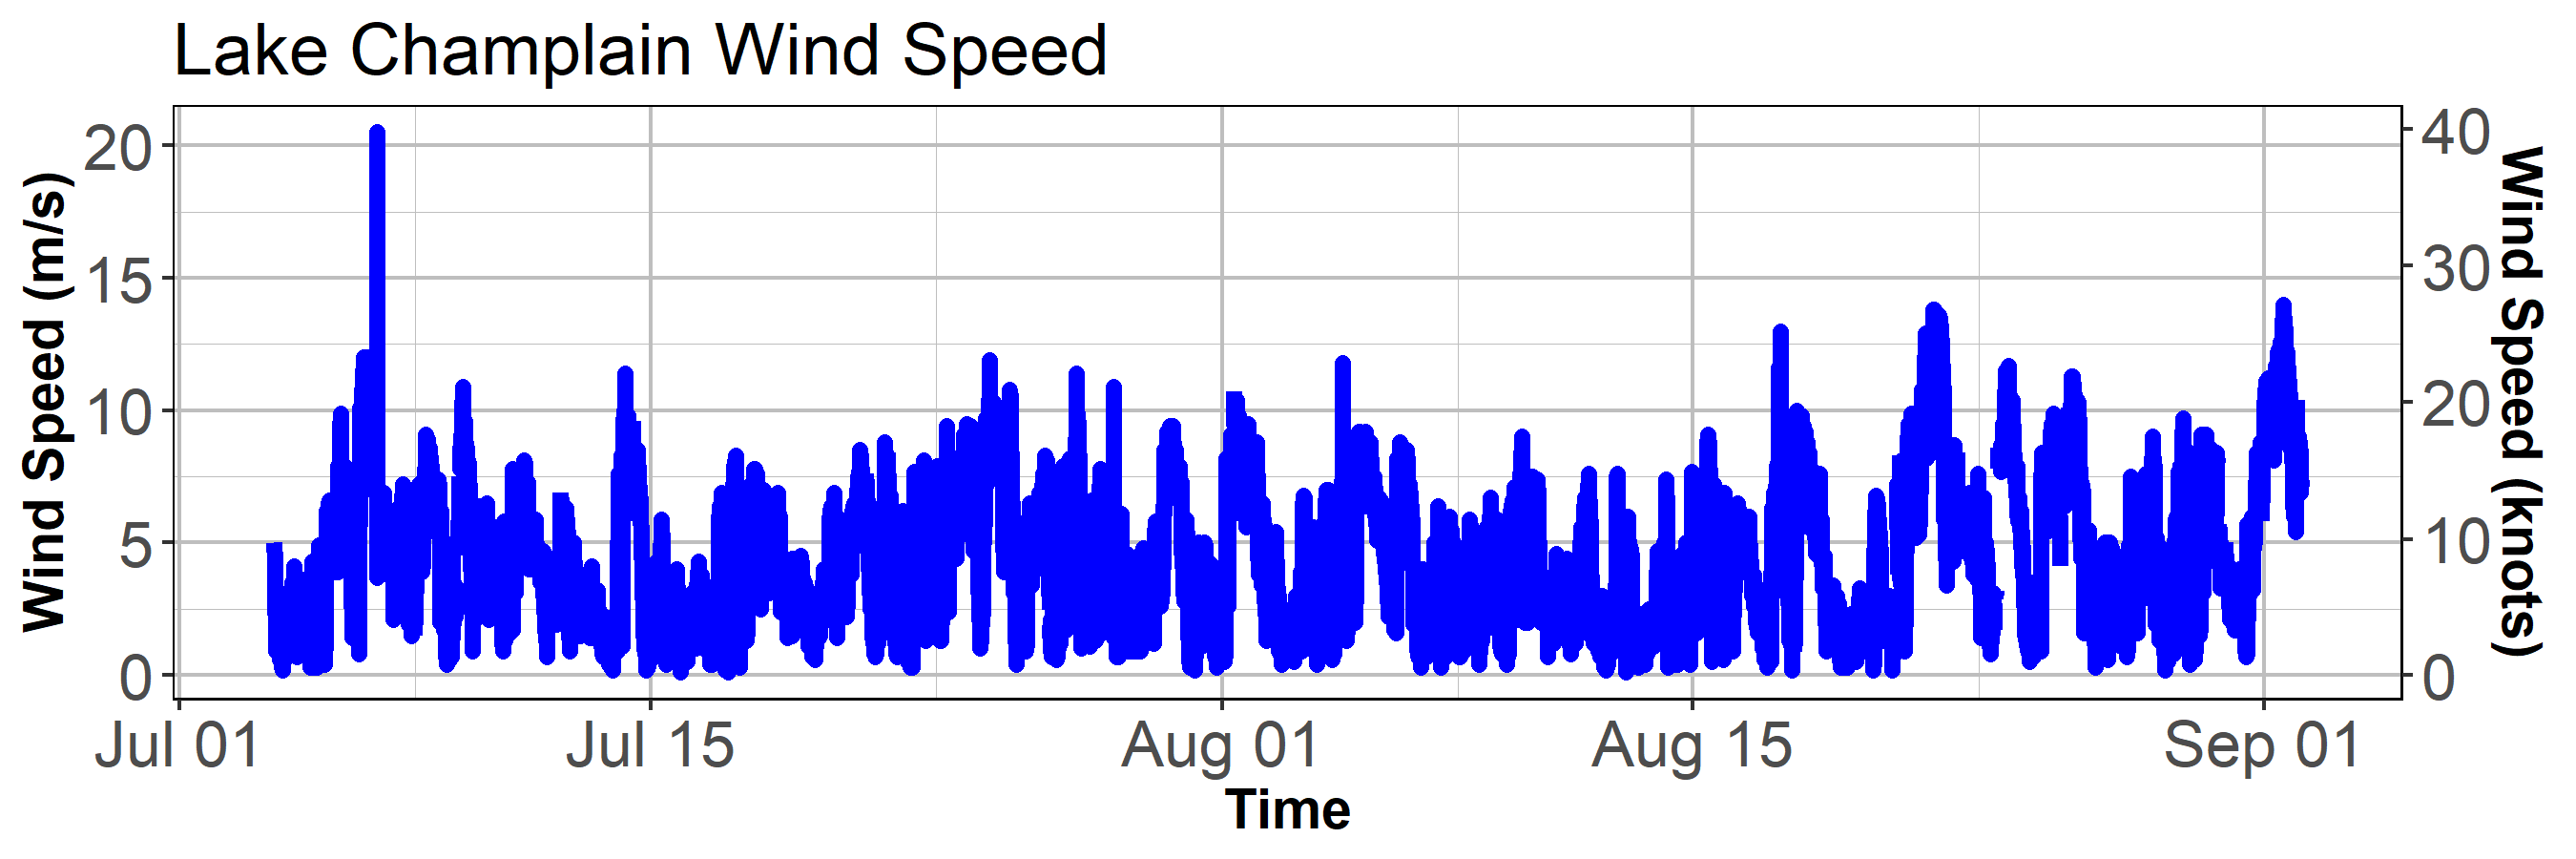 Lake Champlain Wind Speed
Wind Speed (m/s)
20
15
10
5
0
40
30
20
10
0
Wind Speed (knots)
Jul 01
Jul 15
Aug 01
Aug 15
Sep 01
Time